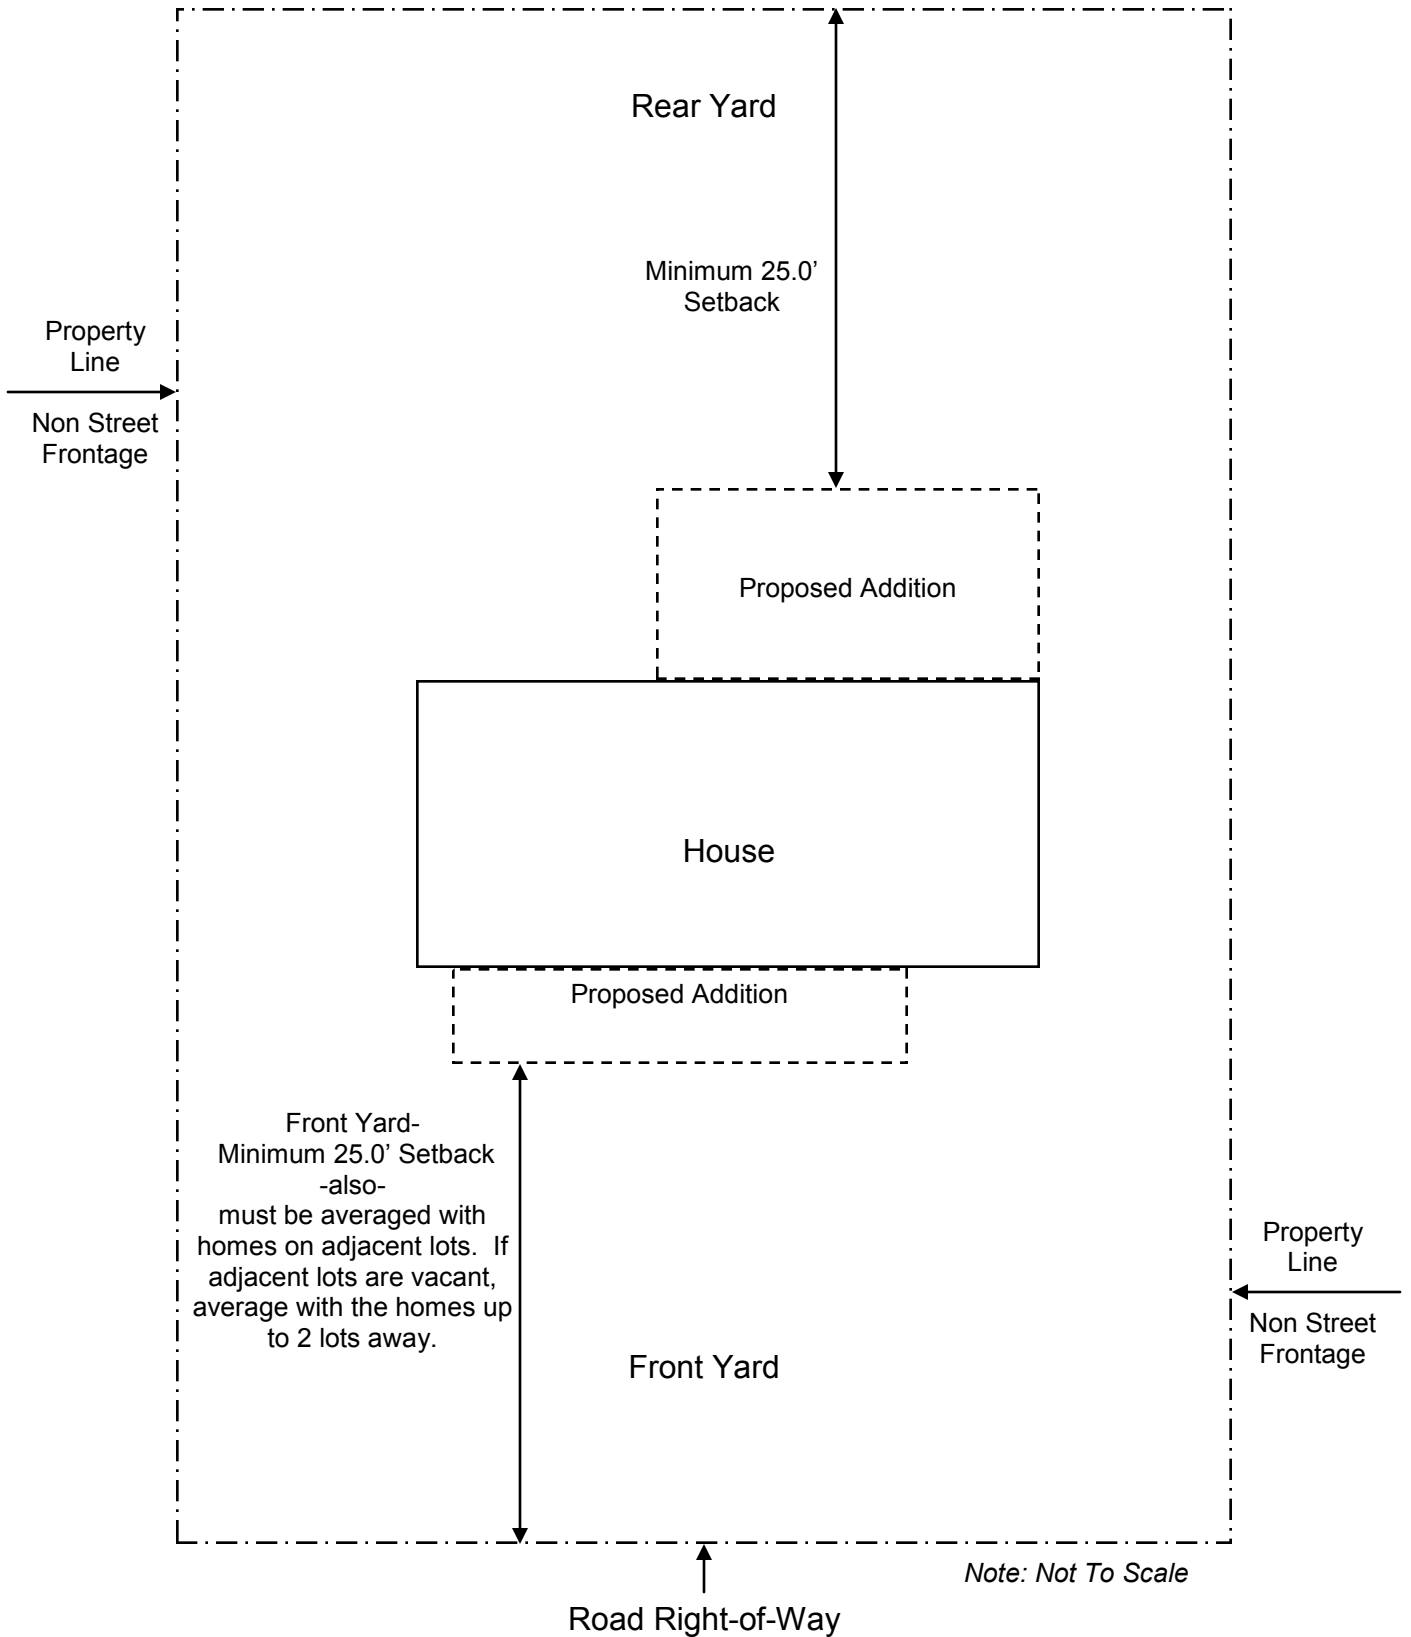 Rear Yard
Minimum 25.0’
Setback
Property
Line
Non Street
Frontage
Proposed Addition
House
Proposed Addition
Front Yard-
Minimum 25.0’ Setback
-also-
must be averaged with
homes on adjacent lots.  If
adjacent lots are vacant,
average with the homes up
to 2 lots away.
Property
Line
Non Street
Frontage
Front Yard
Note: Not To Scale
Road Right-of-Way